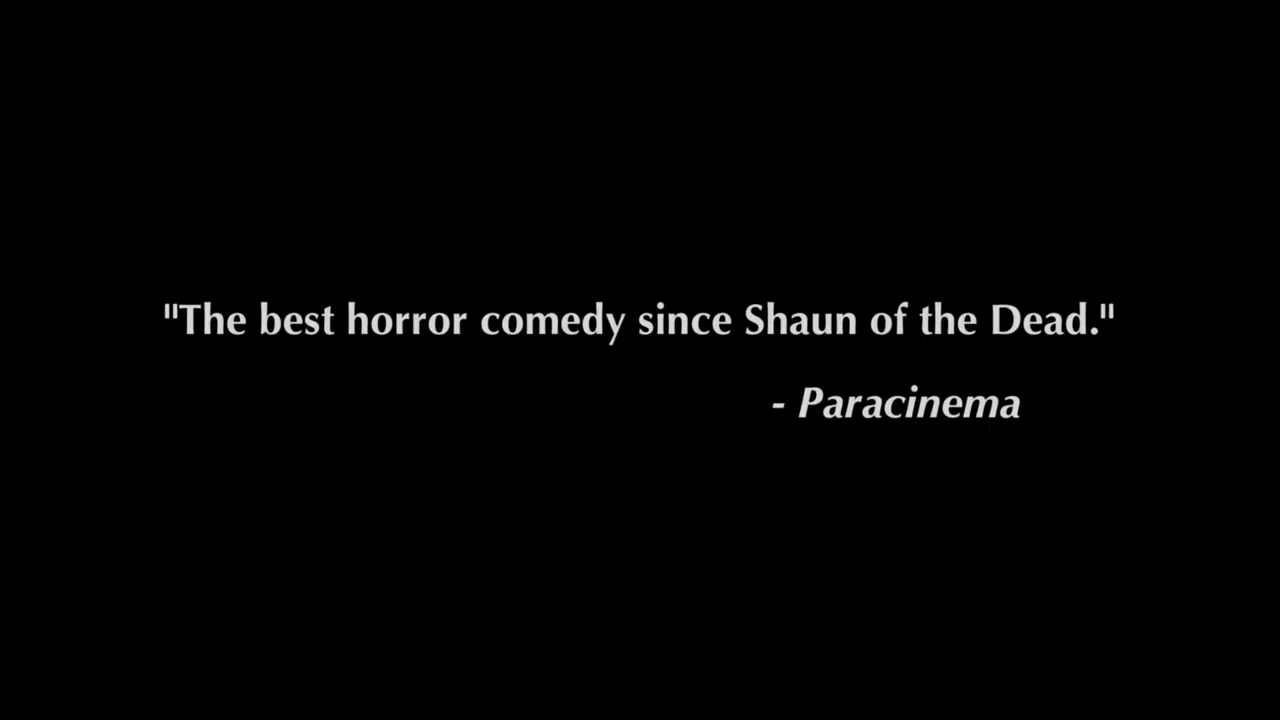 "The best horror comedy since Shaun of the Dead."
- Paracinema